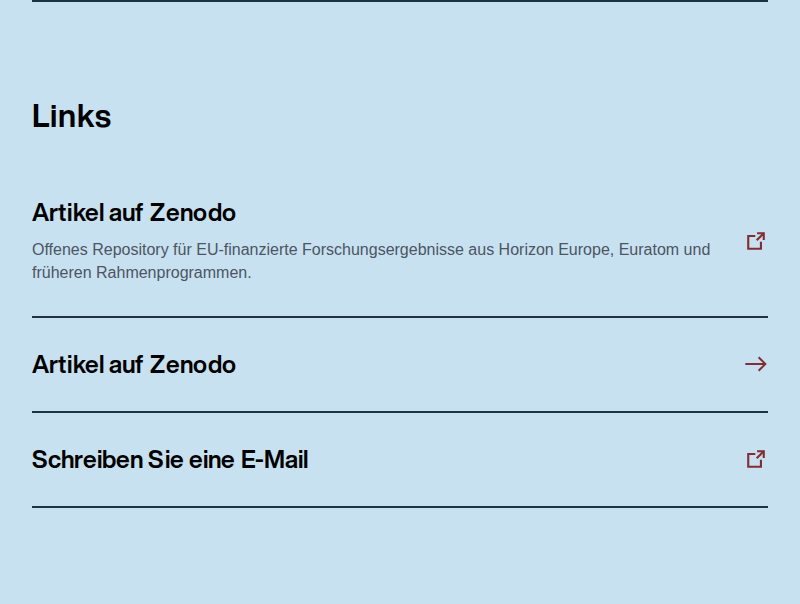 Links
Artikel auf Zenodo
Offenes Repository für EU-finanzierte Forschungsergebnisse aus Horizon Europe, Euratom und
früheren Rahmenprogrammen.
Artikel auf Zenodo
Schreiben Sie eine E-Mail